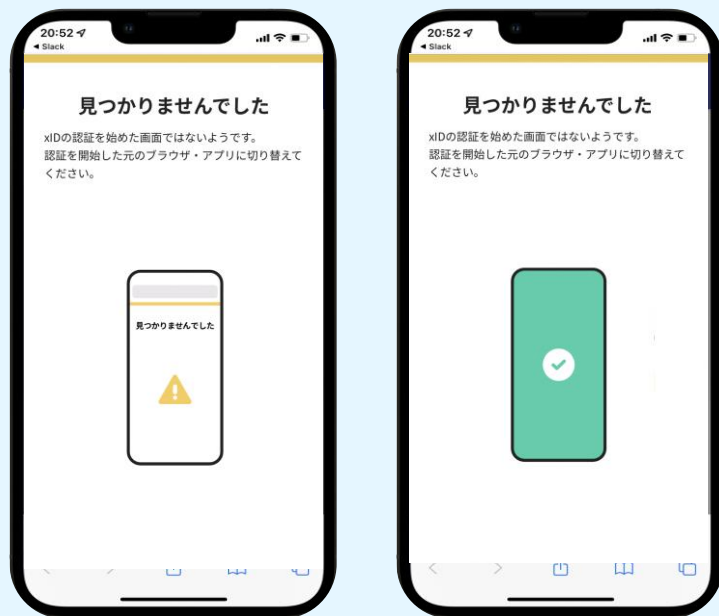 20:52
◀ Slack
見つかりませんでした
xIDの認証を始めた画面ではないようです。
認証を開始した元のブラウザ・アプリに切り替えて
ください。
見つかりませんでした
20:52
◀ Slack
見つかりませんでした
xIDの認証を始めた画面ではないようです。
認証を開始した元のブラウザ・アプリに切り替えて
ください。